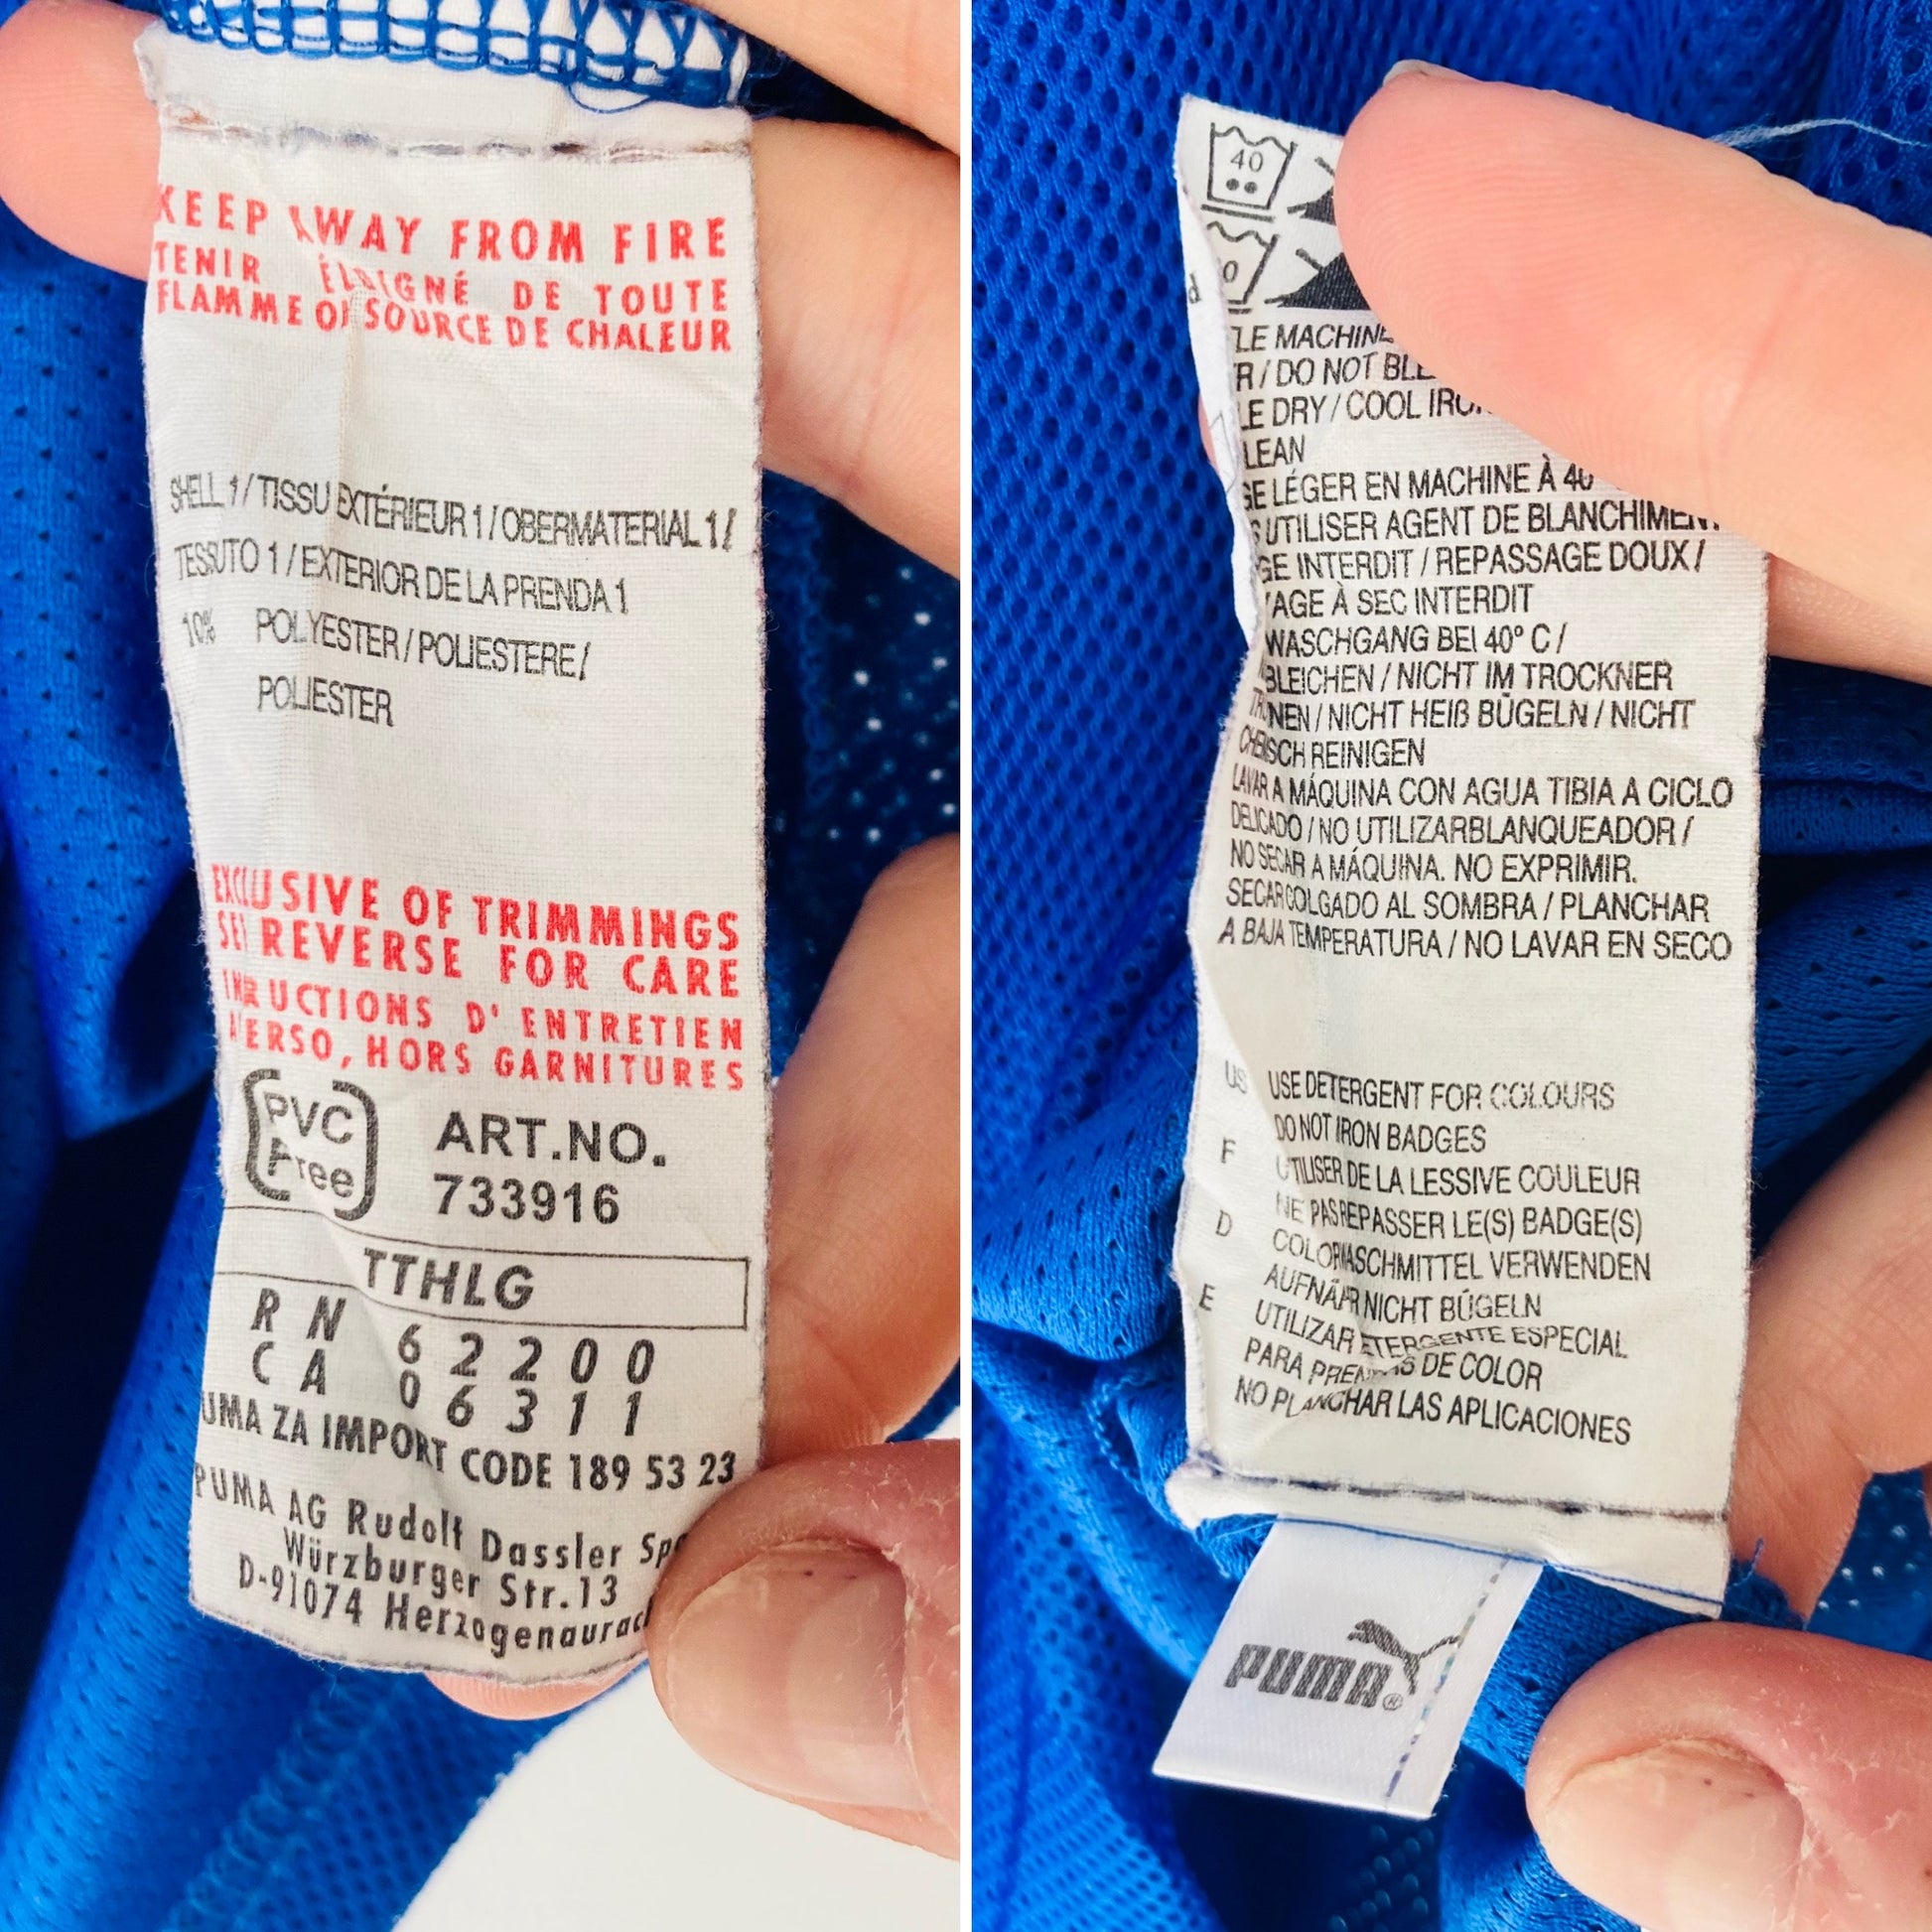 KEEP AWAY FROM FIRE
TENIR ÉLOIGNÉ DE TOUTE
FLAMME OU SOURCE DE CHALEUR
SHELL 1/TISSU EXTÉRIEUR 1/OBERMATERIAL 1/
TESSUTO 1/EXTERIOR DE LA PRENDA 1
POLYESTER/POLIESTERE/
POLIESTER
EXCLUSIVE OF TRIMMINGS
SEE REVERSE FOR CARE
INSTRUCTIONS D'ENTRETIEN
VERSO, HORS GARNITURES
PVC
Free
ART.NO.
733916
TTHLG
RN 62200
CA 06311
UMA ZA IMPORT CODE 189 53 23
PUMA AG Rudolf Dassler Spo
Würzburger Str.13
D-91074 Herzogenaurac
40
LE MACHINE
R / DO NOT BLE
LE DRY / COOL IRON
LEAN
GE LÉGER EN MACHINE À 40
S UTILISER AGENT DE BLANCHIMENT
GE INTERDIT / REPASSAGE DOUX /
AGE À SEC INTERDIT
WASCHGANG BEI 40° C /
BLEICHEN / NICHT IM TROCKNER
NEN / NICHT HEIß BÜGELN / NICHT
CHEMISCH REINIGEN
LAVAR A MÁQUINA CON AGUA TIBIA A CICLO
DELICADO / NO UTILIZARBLANQUEADOR /
NO SECAR A MÁQUINA. NO EXPRIMIR.
SECAR COLGADO AL SOMBRA / PLANCHAR
A BAJA TEMPERATURA / NO LAVAR EN SECO
US USE DETERGENT FOR COLOURS
DO NOT IRON BADGES
F UTILISER DE LA LESSIVE COULEUR
NE PAS REPASSER LE(S) BADGE(S)
D COLORWASCHMITTEL VERWENDEN
AUFNÄHER NICHT BÜGELN
E UTILIZAR DETERGENTE ESPECIAL
PARA PRENDAS DE COLOR
NO PLANCHAR LAS APLICACIONES
PUMA®